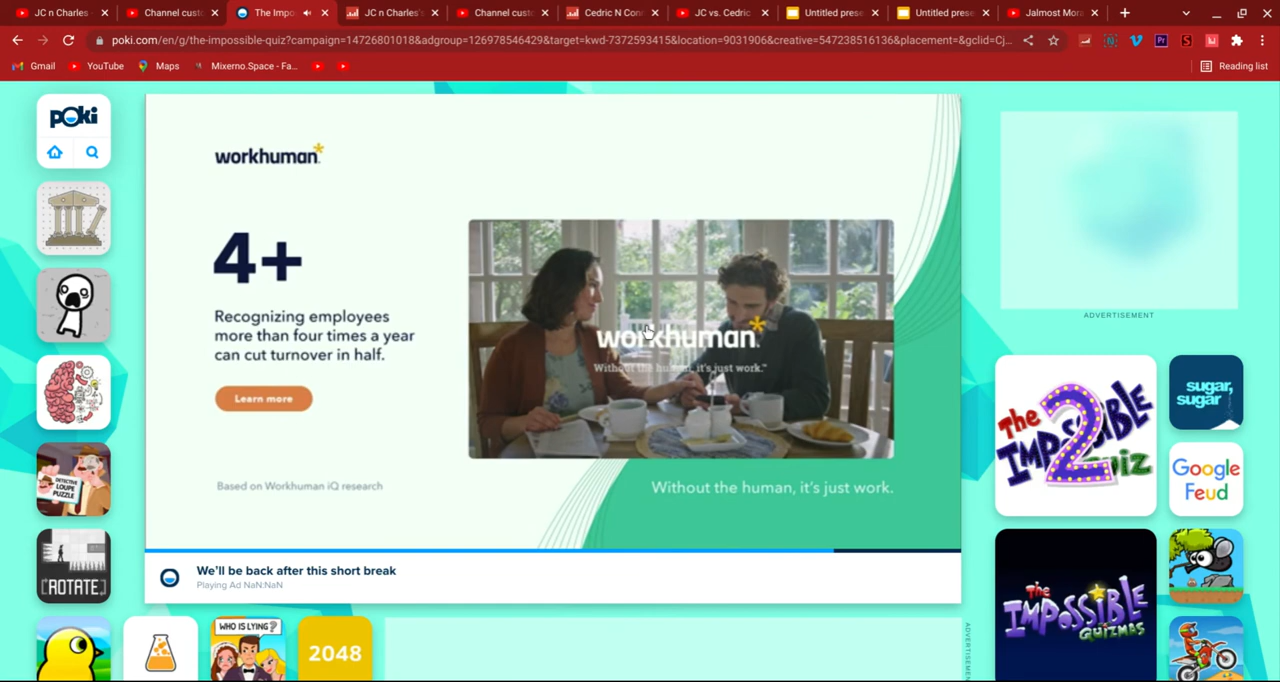 JC n Charles
Channel cust
The Impo
JC n Charles's
Channel cust
Cedric N Con
JC vs. Cedric
Untitled prese
Untitled prese
Jalmost Mora
poki.com/en/g/the-impossible-quiz?campaign=14726801018&adgroup=126978546429&target=kwd-7372593415&location=9031906&creative=547238516136&placement=&gclid=Cj...
Gmail
YouTube
Maps
Mixerno.Space - Fa...
Reading list
poki
workhuman
4+
Recognizing employees
more than four times a year
can cut turnover in half.
Learn more
Based on Workhuman iQ research
workhuman
Without the human, it's just work."
Without the human, it's just work.
We'll be back after this short break
Playing Ad NaN:NaN
ADVERTISEMENT
The
IMPOSSIBLE
QUIZ
2
sugar,
sugar
Google
Feud
The
IMPOSSIBLE
QUIZMAS
DETECTIVE
LOUPE
PUZZLE
[ROTATE]
WHO IS LYING?
2048
ADVERTISEMEN